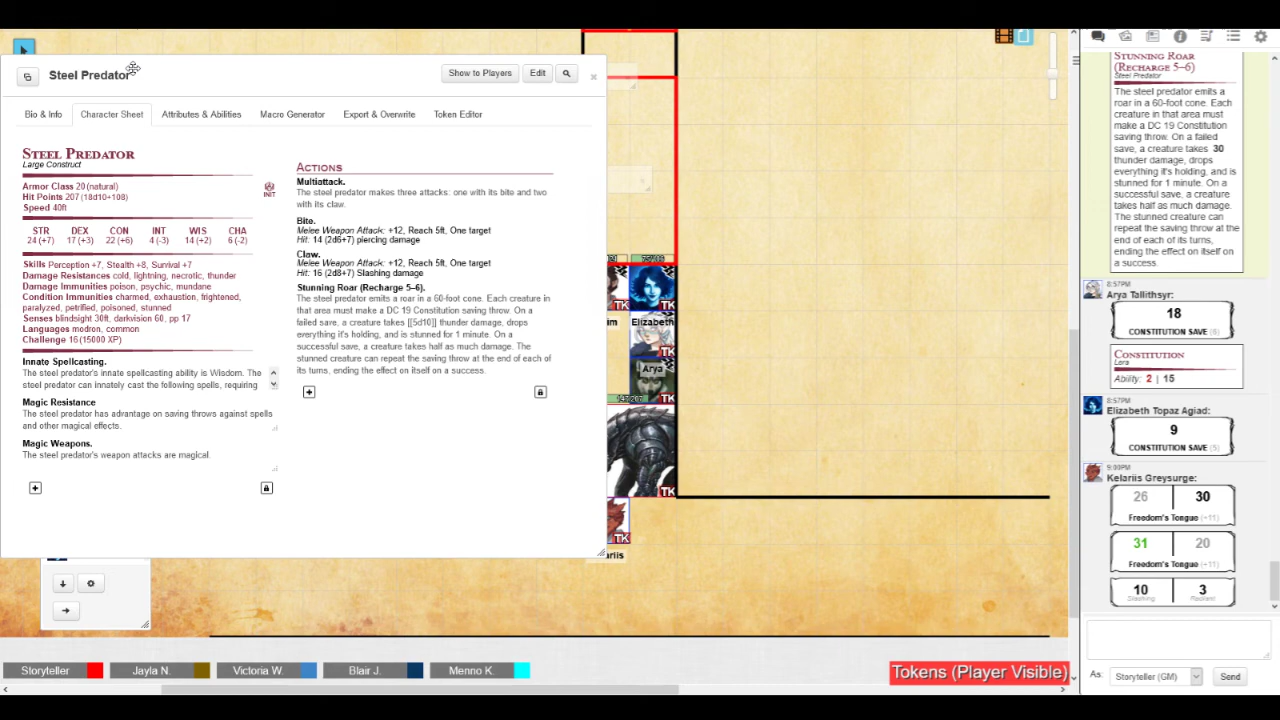 Steel Predator
Show to Players
Edit
Bio & Info
Character Sheet
Attributes & Abilities
Macro Generator
Export & Overwrite
Token Editor
STEEL PREDATOR
Large Construct
Armor Class 20 (natural)
Hit Points 207 (18d10+108)
Speed 40ft
INIT
STR DEX CON INT WIS CHA
24 (+7) 17 (+3) 22 (+6) 4 (-3) 14 (+2) 6 (-2)
Skills Perception +7, Stealth +8, Survival +7
Damage Resistances cold, lightning, necrotic, thunder
Damage Immunities poison, psychic, mundane
Condition Immunities charmed, exhaustion, frightened,
paralyzed, petrified, poisoned, stunned
Senses blindsight 30ft, darkvision 60, pp 17
Languages modron, common
Challenge 16 (15000 XP)
Innate Spellcasting.
The steel predator's innate spellcasting ability is Wisdom. The
steel predator can innately cast the following spells, requiring
Magic Resistance
The steel predator has advantage on saving throws against spells
and other magical effects.
Magic Weapons.
The steel predator's weapon attacks are magical.
ACTIONS
Multiattack.
The steel predator makes three attacks: one with its bite and two
with its claw.
Bite.
Melee Weapon Attack: +12, Reach 5ft, One target
Hit: 14 (2d6+7) piercing damage
Claw.
Melee Weapon Attack: +12, Reach 5ft, One target
Hit: 16 (2d8+7) Slashing damage
Stunning Roar (Recharge 5-6).
The steel predator emits a roar in a 60-foot cone. Each creature in
that area must make a DC 19 Constitution saving throw. On a
failed save, a creature takes [[5d10]] thunder damage, drops
everything it's holding, and is stunned for 1 minute. On a
successful save, a creature takes half as much damage. The
stunned creature can repeat the saving throw at the end of each of
its turns, ending the effect on itself on a success.
TK
TK
Elizabeth
TK
Arya
TK
TK
TK
STUNNING ROAR
(RECHARGE 5–6)
Steel Predator
The steel predator emits a
roar in a 60-foot cone. Each
creature in that area must
make a DC 19 Constitution
saving throw. On a failed
save, a creature takes 30
thunder damage, drops
everything it's holding, and
is stunned for 1 minute. On a
successful save, a creature
takes half as much damage.
The stunned creature can
repeat the saving throw at the
end of each of its turns,
ending the effect on itself on
a success.
8:57PM
Arya Tallithsyr:
18
CONSTITUTION SAVE
CONSTITUTION
Lera
Ability: 2 | 15
8:57PM
Elizabeth Topaz Agiad:
9
CONSTITUTION SAVE (5)
9:00PM
Kelariis Greysurge:
26 30
Freedom's Tongue (+11)
31 20
Freedom's Tongue (+11)
10 3
Slashing Radiant
As: Storyteller (GM) Send
Storyteller
Jayla N.
Victoria W.
Blair J.
Menno K.
Tokens (Player Visible)